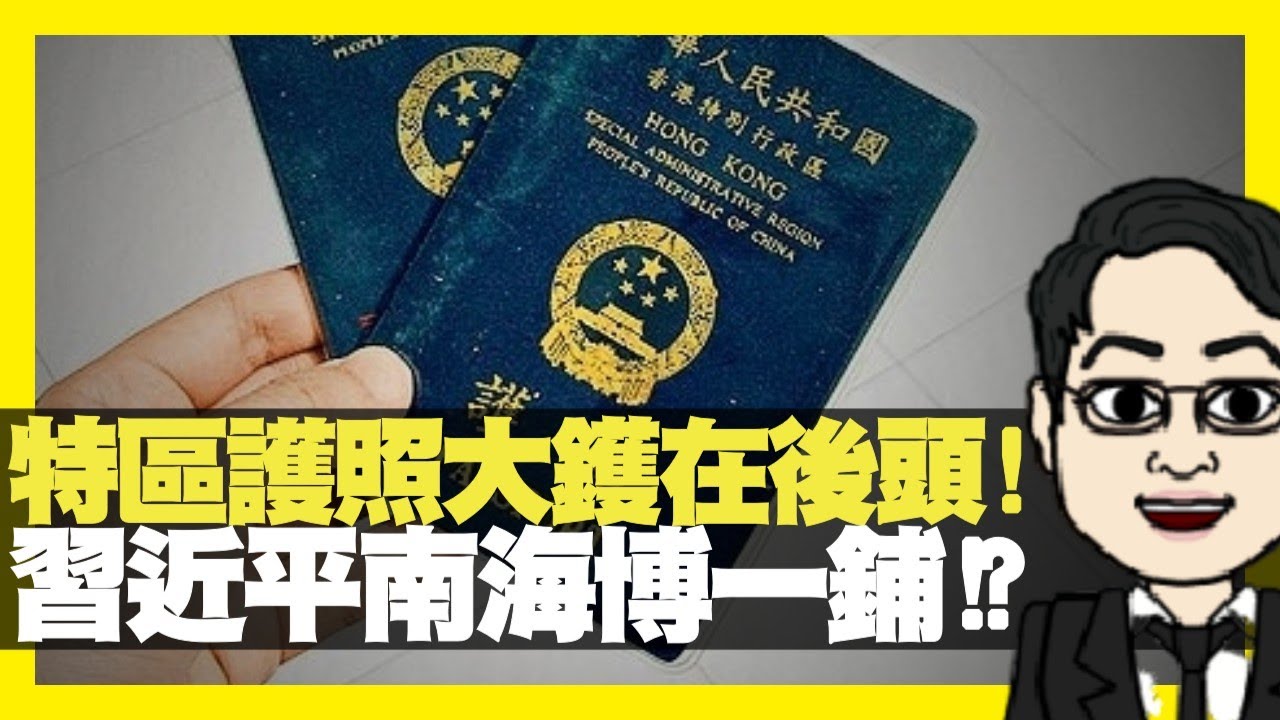 PEOPLE'S
華人民共和國
香港特別行政區
HONG KONG
SPECIAL ADMINISTRATIVE REGION
PEOPLE'S REPUBLIC OF CHINA
護
特區護照大鑊在後頭!
習近平南海博一鋪!?